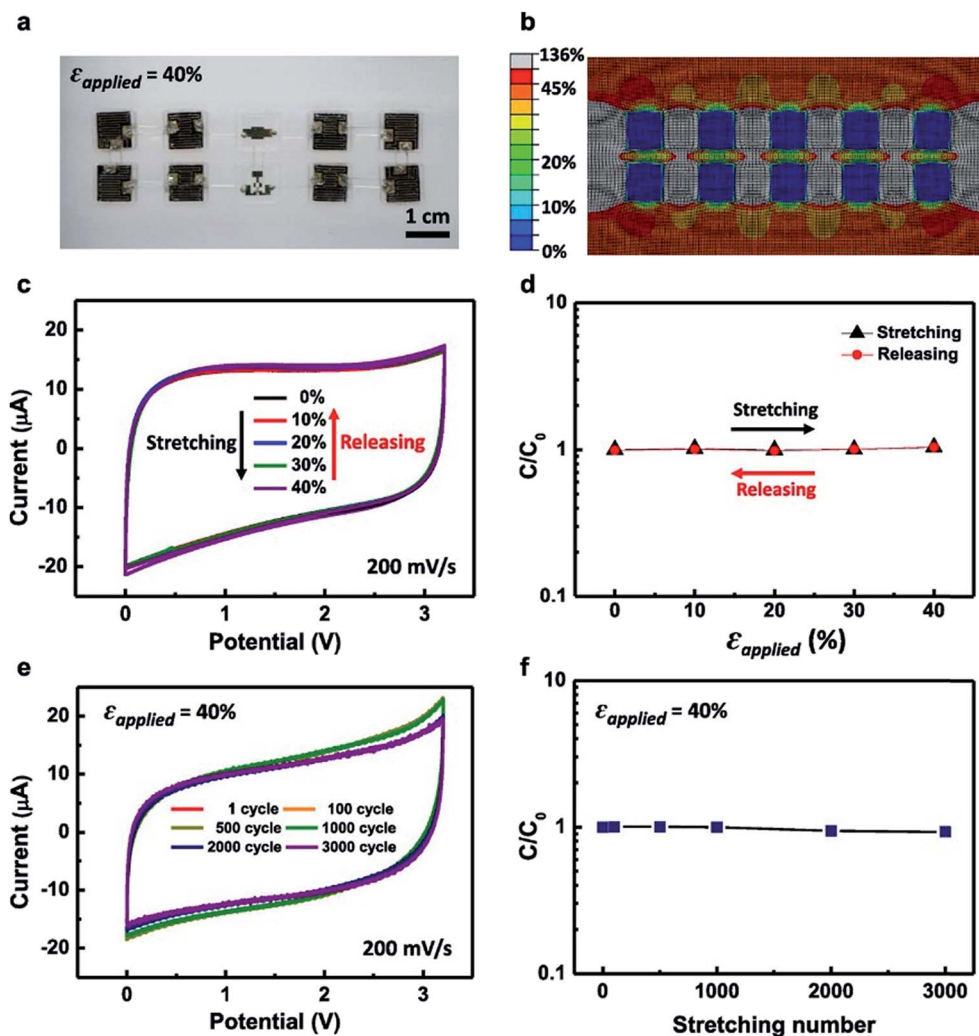 a
ε_applied = 40%
1 cm
b
136%
45%
20%
10%
0%
c
Current (μA)
20
10
0
-10
-20
0%
10%
20%
30%
40%
Stretching
Releasing
200 mV/s
0 1 2 3
Potential (V)
d
C/C₀
10
1
0.1
Stretching
Releasing
Stretching
Releasing
0 10 20 30 40
ε_applied (%)
e
ε_applied = 40%
Current (μA)
20
10
0
-10
-20
1 cycle 100 cycle
500 cycle 1000 cycle
2000 cycle 3000 cycle
200 mV/s
0 1 2 3
Potential (V)
f
ε_applied = 40%
C/C₀
10
1
0.1
0 1000 2000 3000
Stretching number